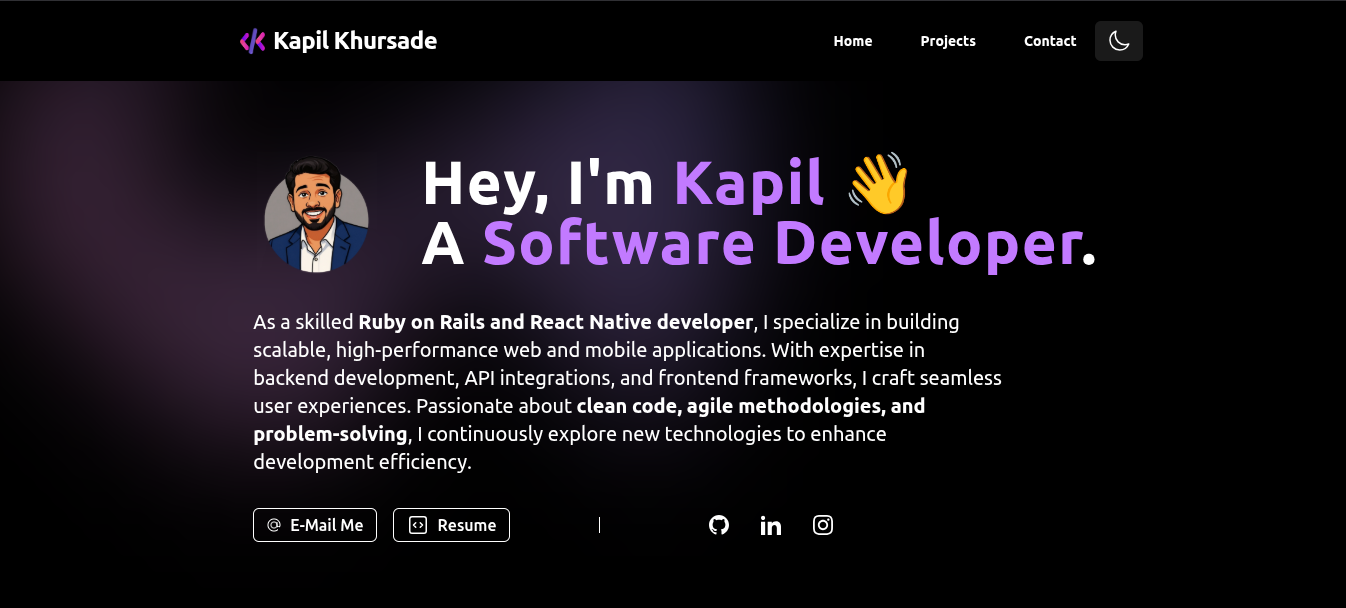 Kapil Khursade
Home Projects Contact
Hey, I'm Kapil 👋
A Software Developer.
As a skilled Ruby on Rails and React Native developer, I specialize in building
scalable, high-performance web and mobile applications. With expertise in
backend development, API integrations, and frontend frameworks, I craft seamless
user experiences. Passionate about clean code, agile methodologies, and
problem-solving, I continuously explore new technologies to enhance
development efficiency.
E-Mail Me Resume